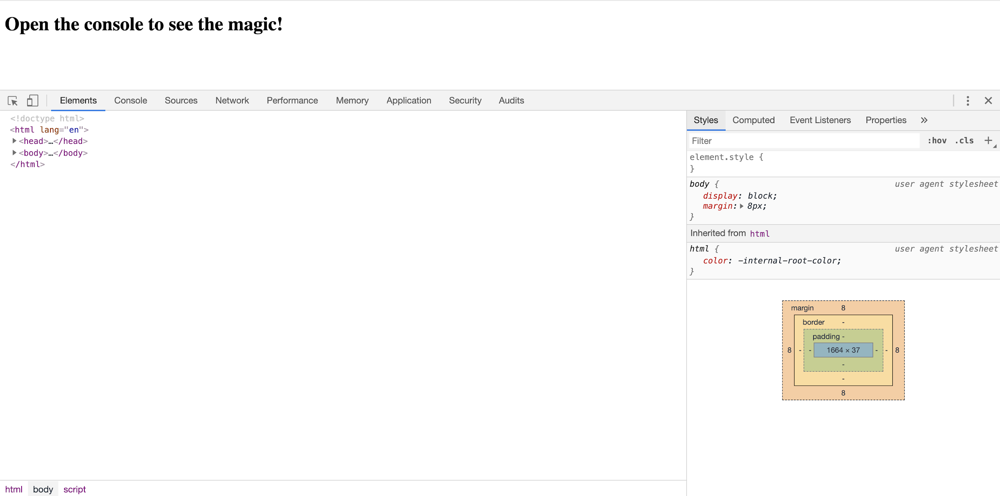 Open the console to see the magic!
Elements Console Sources Network Performance Memory Application Security Audits
<!doctype html>
<html lang="en">
<head>…</head>
<body>…</body>
</html>
html body script
Styles Computed Event Listeners Properties »
Filter :hov .cls +
element.style {
}
body { user agent stylesheet
display: block;
margin: 8px;
}
Inherited from html
html { user agent stylesheet
color: -internal-root-color;
}
margin 8
border -
padding -
8 - - 1664 × 37 - - 8
-
-
8